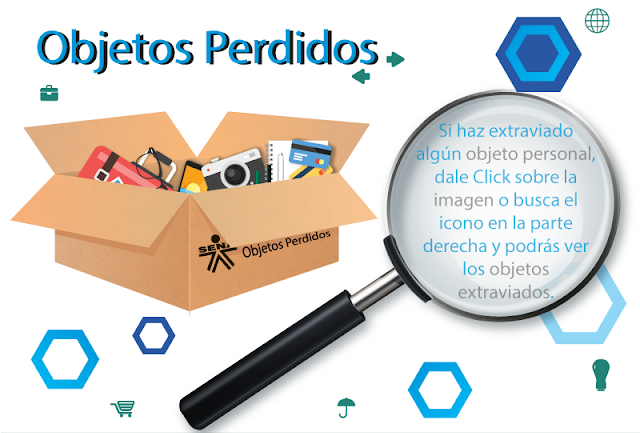 Objetos Perdidos
SENA
Objetos Perdidos
Si haz extraviado
algún objeto personal,
dale Click sobre la
imagen o busca el
icono en la parte
derecha y podrás ver
los objetos
extraviados.